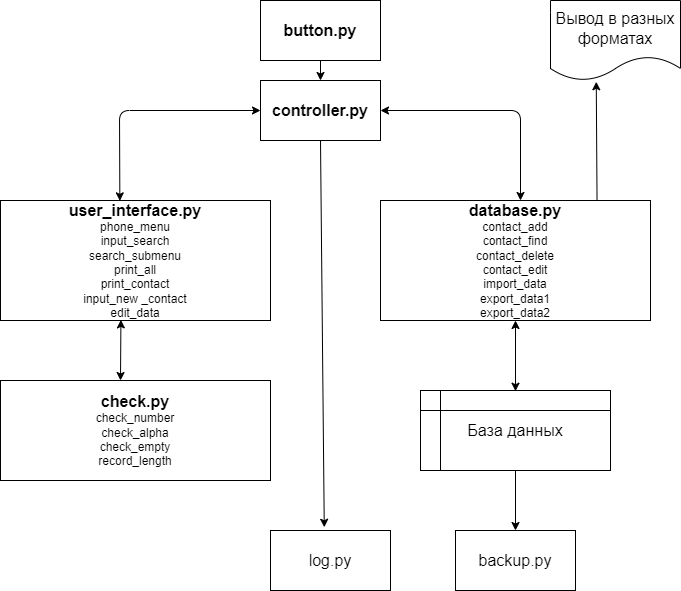 button.py
Вывод в разных
форматах
controller.py
user_interface.py
phone_menu
input_search
search_submenu
print_all
print_contact
input_new _contact
edit_data
database.py
contact_add
contact_find
contact_delete
contact_edit
import_data
export_data1
export_data2
check.py
check_number
check_alpha
check_empty
record_length
База данных
log.py
backup.py